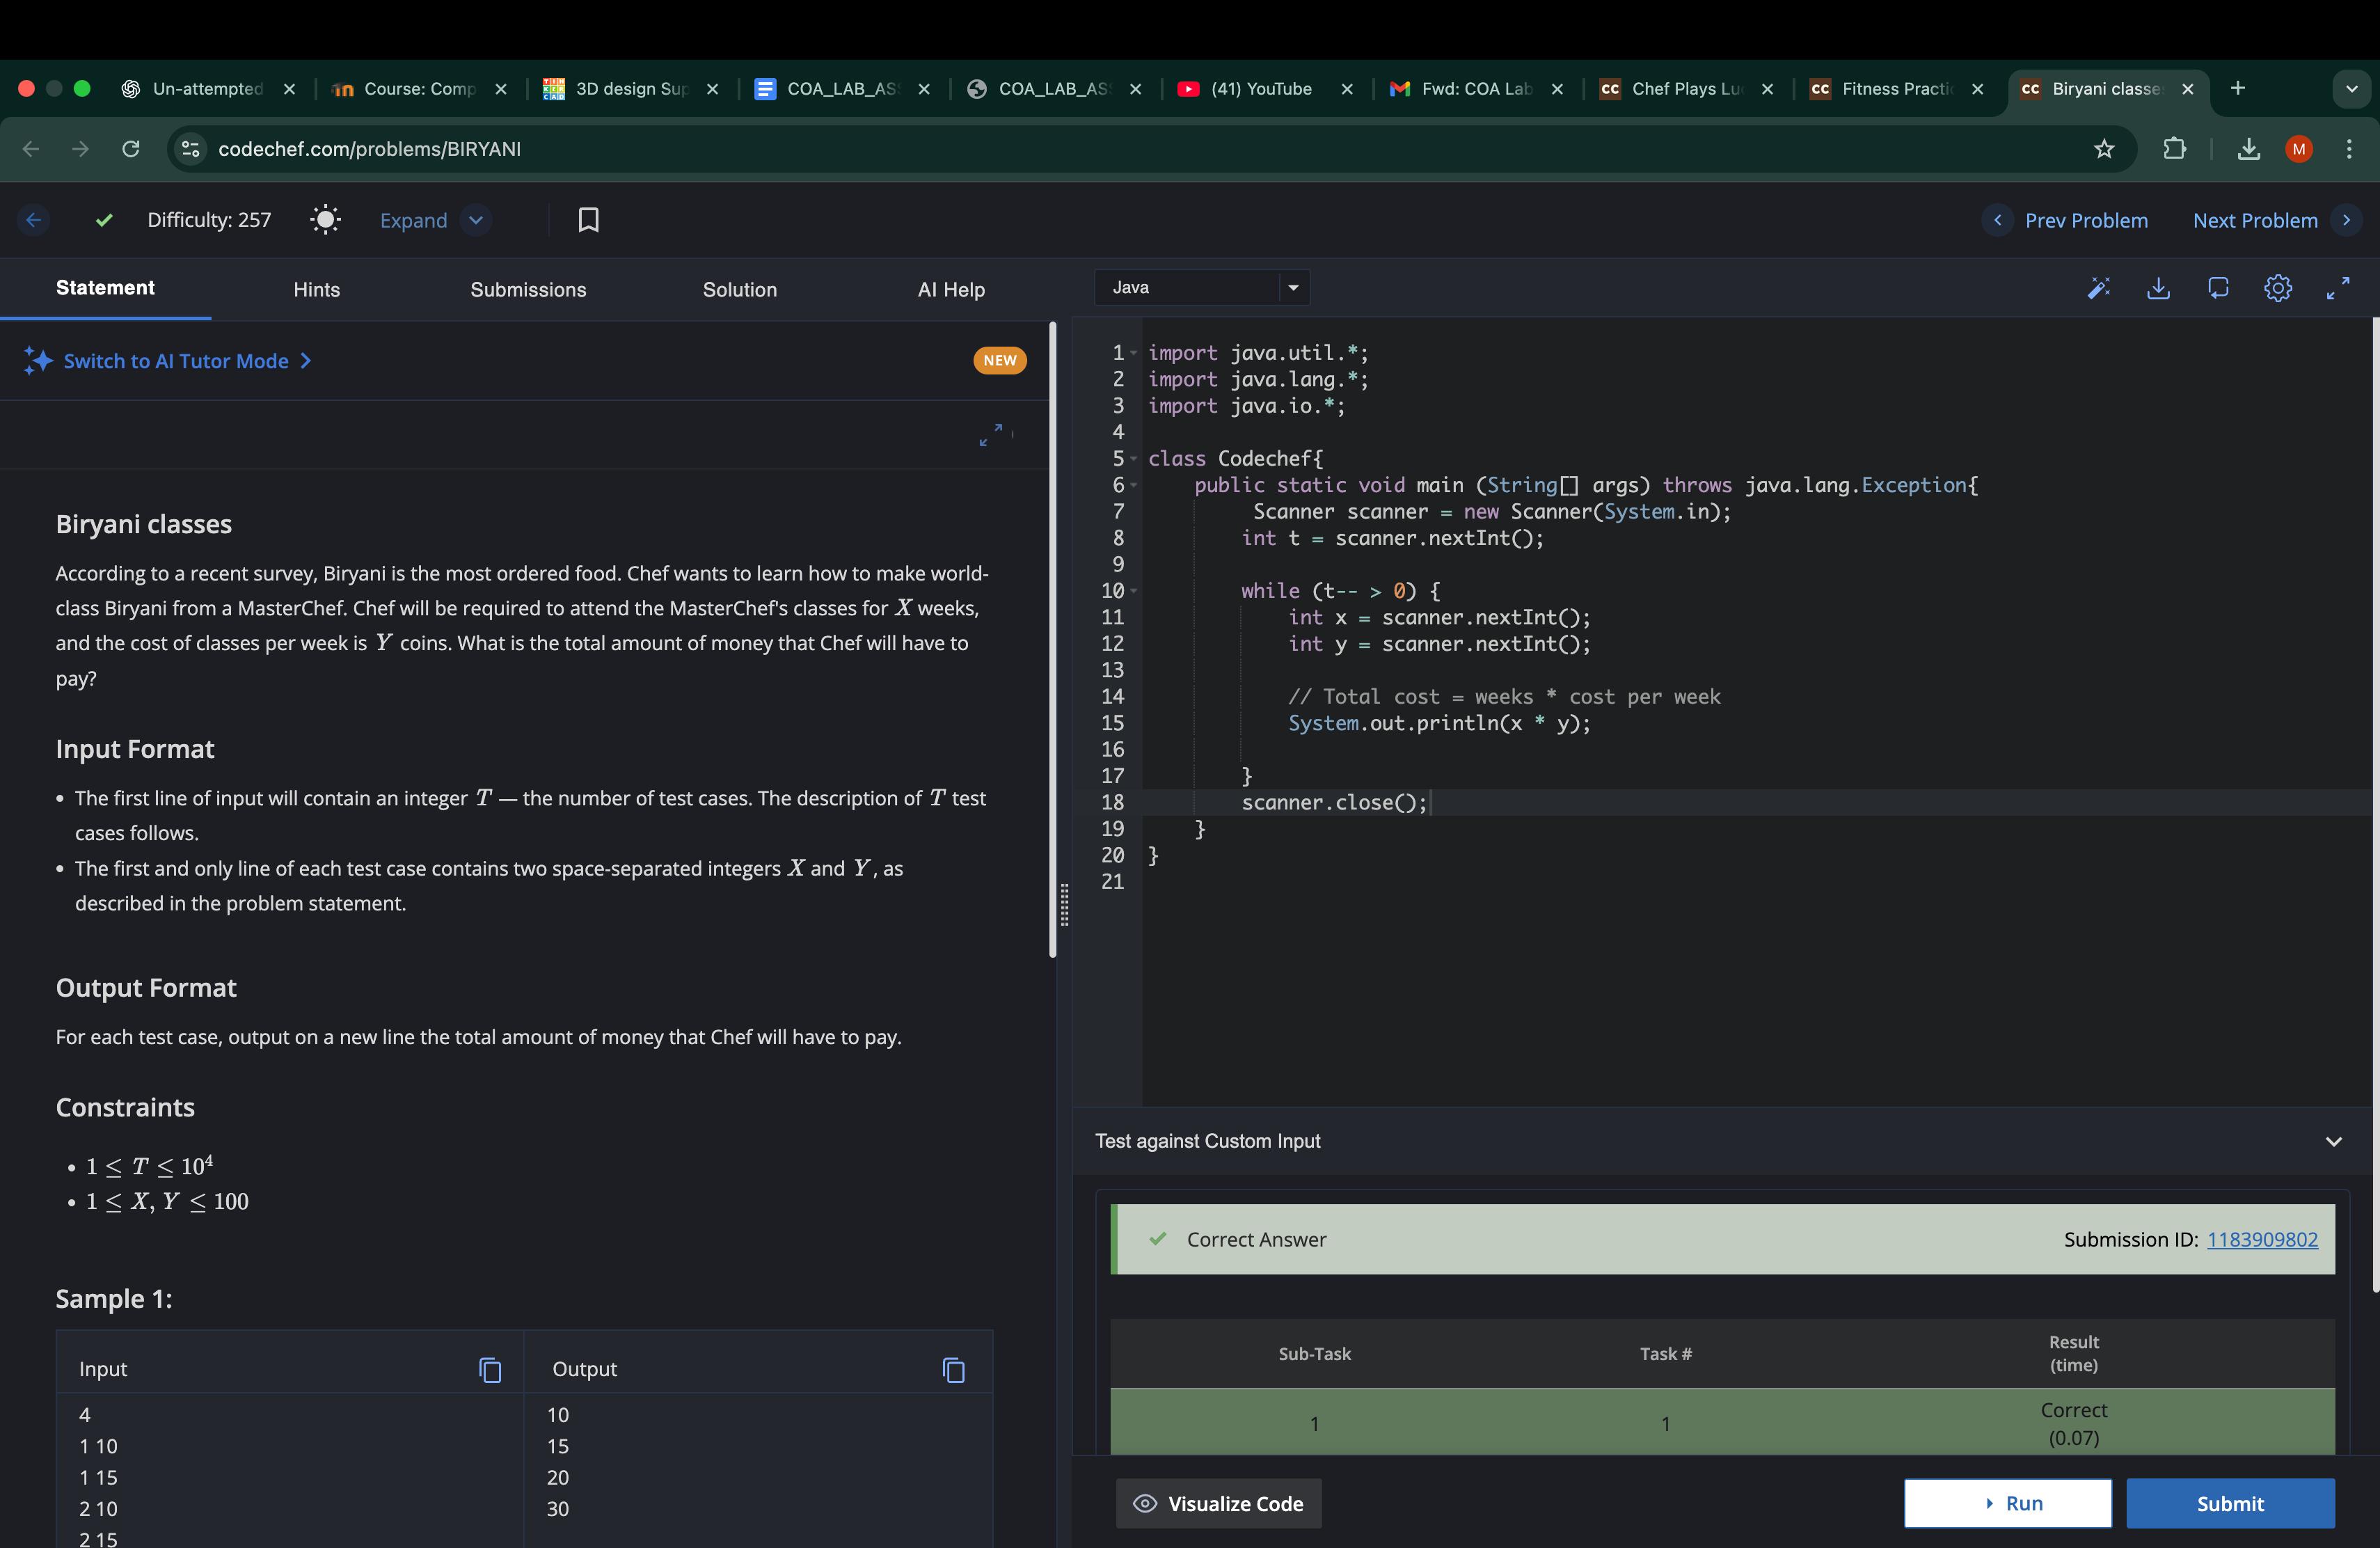 Un-attempted
Course: Comp
3D design Sup
COA_LAB_AS
COA_LAB_AS
(41) YouTube
Fwd: COA Lab
CC Chef Plays Lu
CC Fitness Practi
CC Biryani classe
codechef.com/problems/BIRYANI
M
Difficulty: 257
Expand
Prev Problem
Next Problem
Statement
Hints
Submissions
Solution
AI Help
Java
Switch to AI Tutor Mode
NEW
Biryani classes
According to a recent survey, Biryani is the most ordered food. Chef wants to learn how to make world-
class Biryani from a MasterChef. Chef will be required to attend the MasterChef's classes for X weeks,
and the cost of classes per week is Y coins. What is the total amount of money that Chef will have to
pay?
Input Format
• The first line of input will contain an integer T — the number of test cases. The description of T test
cases follows.
• The first and only line of each test case contains two space-separated integers X and Y, as
described in the problem statement.
Output Format
For each test case, output on a new line the total amount of money that Chef will have to pay.
Constraints
• 1 ≤ T ≤ 10⁴
• 1 ≤ X, Y ≤ 100
Sample 1:
Input
Output
4
1 10
1 15
2 10
2 15
10
15
20
30
1 import java.util.*;
2 import java.lang.*;
3 import java.io.*;
4
5 class Codechef{
6 public static void main (String[] args) throws java.lang.Exception{
7 Scanner scanner = new Scanner(System.in);
8 int t = scanner.nextInt();
9
10 while (t-- > 0) {
11 int x = scanner.nextInt();
12 int y = scanner.nextInt();
13
14 // Total cost = weeks * cost per week
15 System.out.println(x * y);
16
17 }
18 scanner.close();
19 }
20 }
21
Test against Custom Input
Correct Answer
Submission ID: 1183909802
Sub-Task
Task #
Result
(time)
1
1
Correct
(0.07)
Visualize Code
Run
Submit